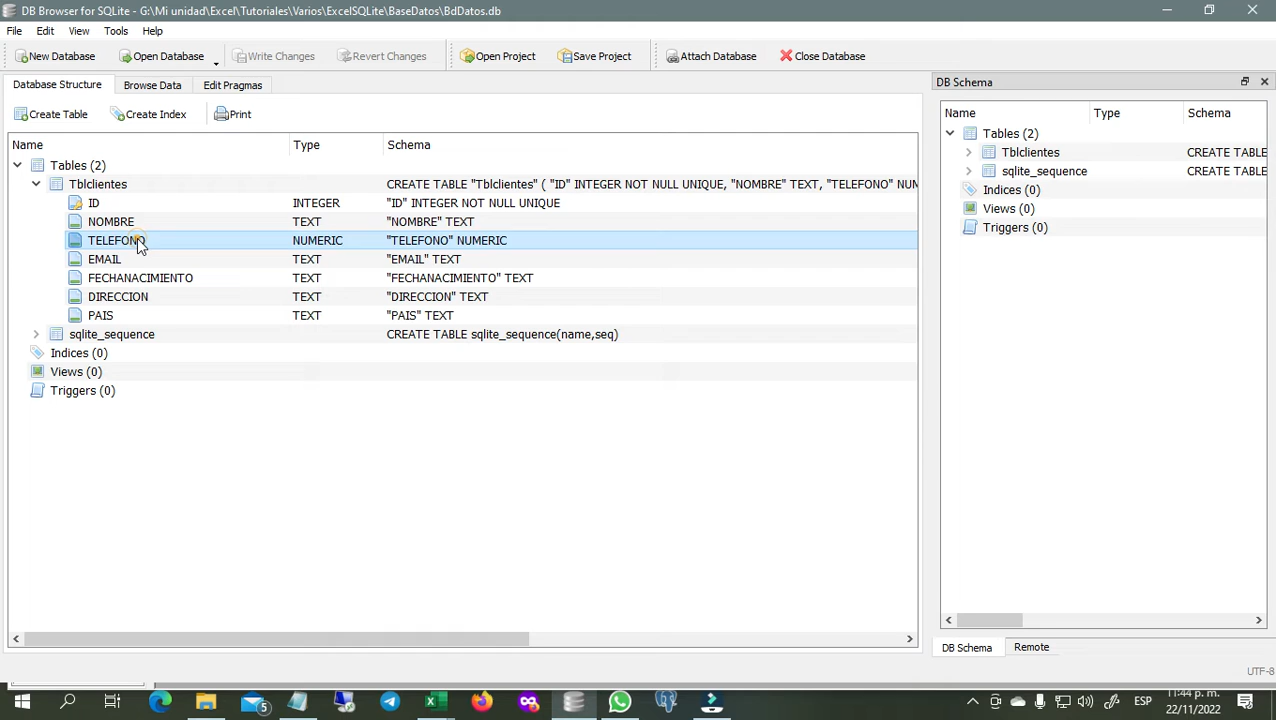 DB Browser for SQLite - G:\Mi unidad\Excel\Tutoriales\Varios\ExcelSQLite\BaseDatos\BdDatos.db
File Edit View Tools Help
New Database Open Database Write Changes Revert Changes Open Project Save Project Attach Database Close Database
Database Structure Browse Data Edit Pragmas
Create Table Create Index Print
Name Type Schema
Tables (2)
Tblclientes CREATE TABLE "Tblclientes" ( "ID" INTEGER NOT NULL UNIQUE, "NOMBRE" TEXT, "TELEFONO" NUM
ID INTEGER "ID" INTEGER NOT NULL UNIQUE
NOMBRE TEXT "NOMBRE" TEXT
TELEFONO NUMERIC "TELEFONO" NUMERIC
EMAIL TEXT "EMAIL" TEXT
FECHANACIMIENTO TEXT "FECHANACIMIENTO" TEXT
DIRECCION TEXT "DIRECCION" TEXT
PAIS TEXT "PAIS" TEXT
sqlite_sequence CREATE TABLE sqlite_sequence(name,seq)
Indices (0)
Views (0)
Triggers (0)
DB Schema
Name Type Schema
Tables (2)
Tblclientes CREATE TABLE
sqlite_sequence CREATE TABLE
Indices (0)
Views (0)
Triggers (0)
DB Schema Remote
UTF-8
5
ESP
11:44 p. m.
22/11/2022